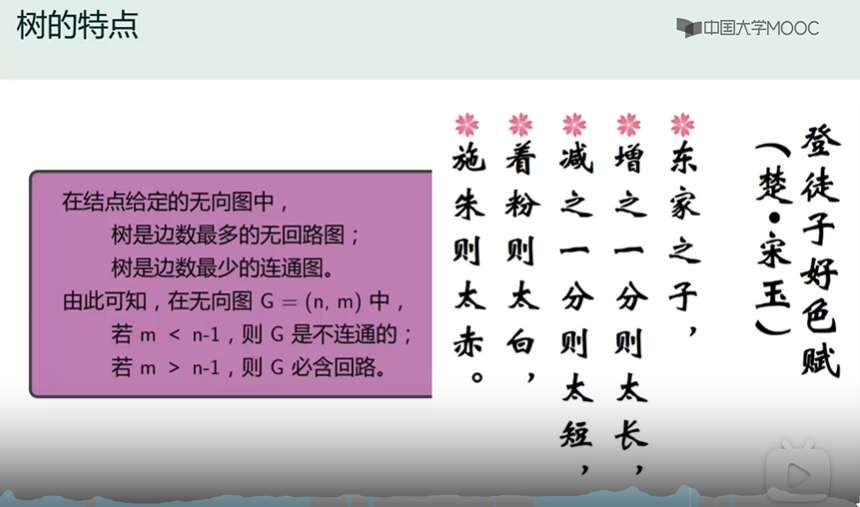 树的特点
中国大学MOOC
在结点给定的无向图中，
树是边数最多的无回路图；
树是边数最少的连通图。
由此可知，在无向图 G = (n, m) 中，
若 m < n-1，则 G 是不连通的；
若 m > n-1，则 G 必含回路。
登徒子好色赋
（楚•宋玉）
东家之子，
增之一分则太长，
减之一分则太短，
着粉则太白，
施朱则太赤。